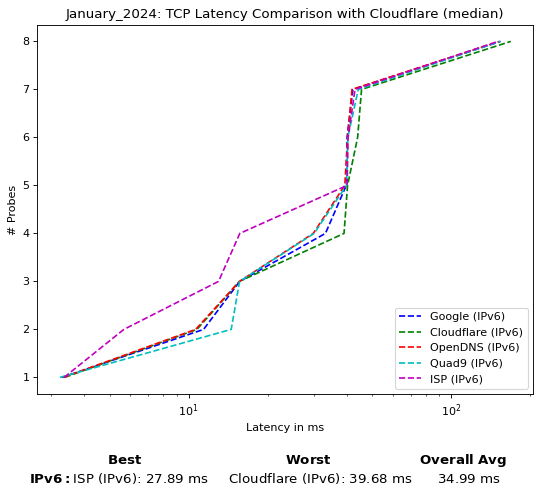 January_2024: TCP Latency Comparison with Cloudflare (median)
# Probes
8
7
6
5
4
3
2
1
Google (IPv6)
Cloudflare (IPv6)
OpenDNS (IPv6)
Quad9 (IPv6)
ISP (IPv6)
10¹ 10²
Latency in ms
Best Worst Overall Avg
IPv6: ISP (IPv6): 27.89 ms Cloudflare (IPv6): 39.68 ms 34.99 ms